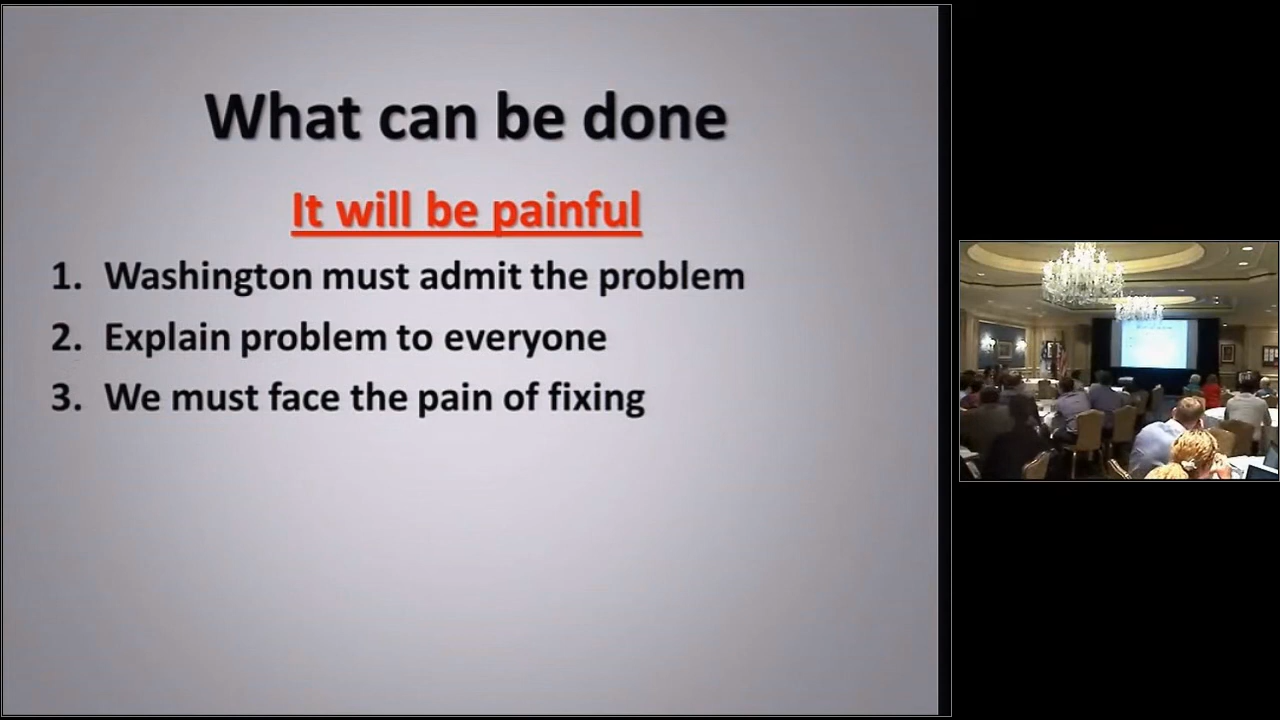 What can be done
It will be painful
1. Washington must admit the problem
2. Explain problem to everyone
3. We must face the pain of fixing